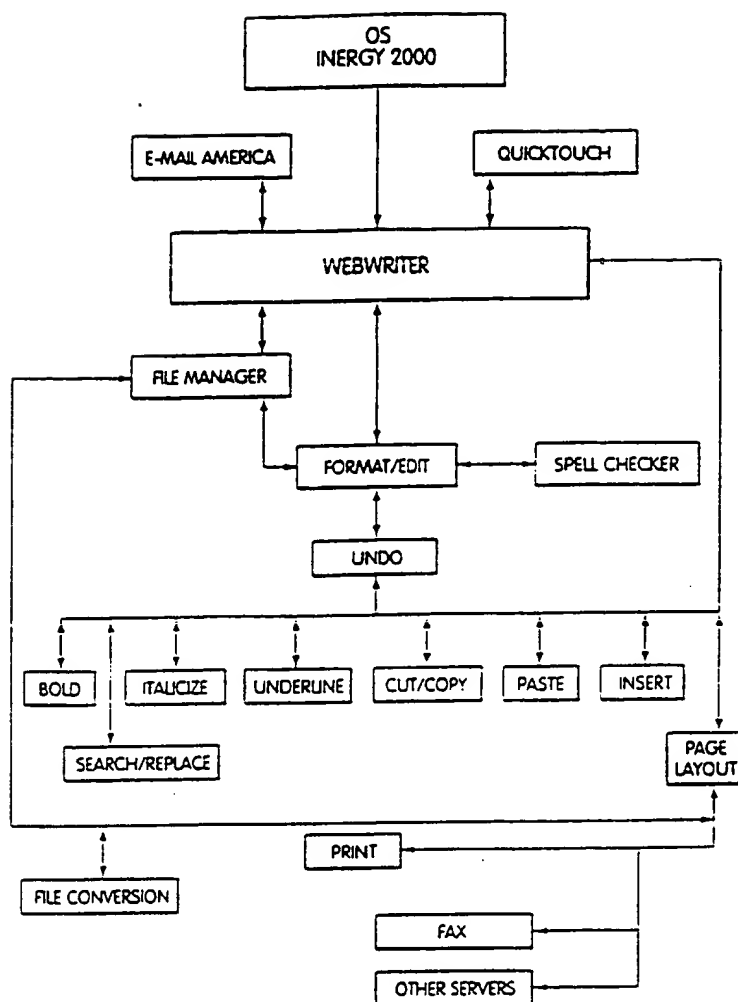 OS
INERGY 2000
E-MAIL AMERICA
QUICKTOUCH
WEBWRITER
FILE MANAGER
FORMAT/EDIT
SPELL CHECKER
UNDO
BOLD
ITALICIZE
UNDERLINE
CUT/COPY
PASTE
INSERT
SEARCH/REPLACE
PAGE
LAYOUT
PRINT
FILE CONVERSION
FAX
OTHER SERVERS